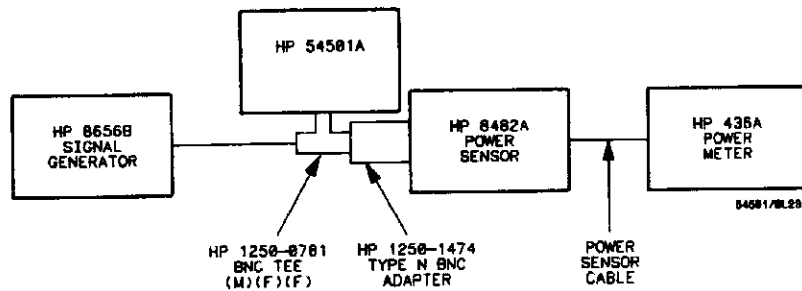 HP 54501A
HP 8656B
SIGNAL
GENERATOR
HP 8482A
POWER
SENSOR
HP 436A
POWER
METER
54501/BL29
HP 1250-0781
BNC TEE
(M)(F)(F)
HP 1250-1474
TYPE N BNC
ADAPTER
POWER
SENSOR
CABLE